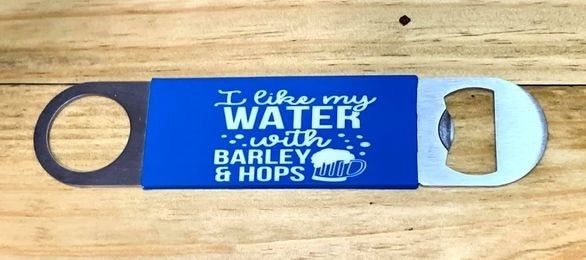 I like my
WATER
with
BARLEY
& HOPS